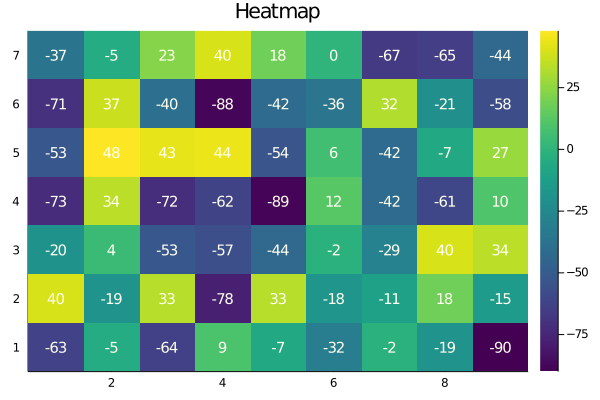 Heatmap
7 -37 -5 23 40 18 0 -67 -65 -44
6 -71 37 -40 -88 -42 -36 32 -21 -58
5 -53 48 43 44 -54 6 -42 -7 27
4 -73 34 -72 -62 -89 12 -42 -61 10
3 -20 4 -53 -57 -44 -2 -29 40 34
2 40 -19 33 -78 33 -18 -11 18 -15
1 -63 -5 -64 9 -7 -32 -2 -19 -90
2 4 6 8
25
0
−25
−50
−75